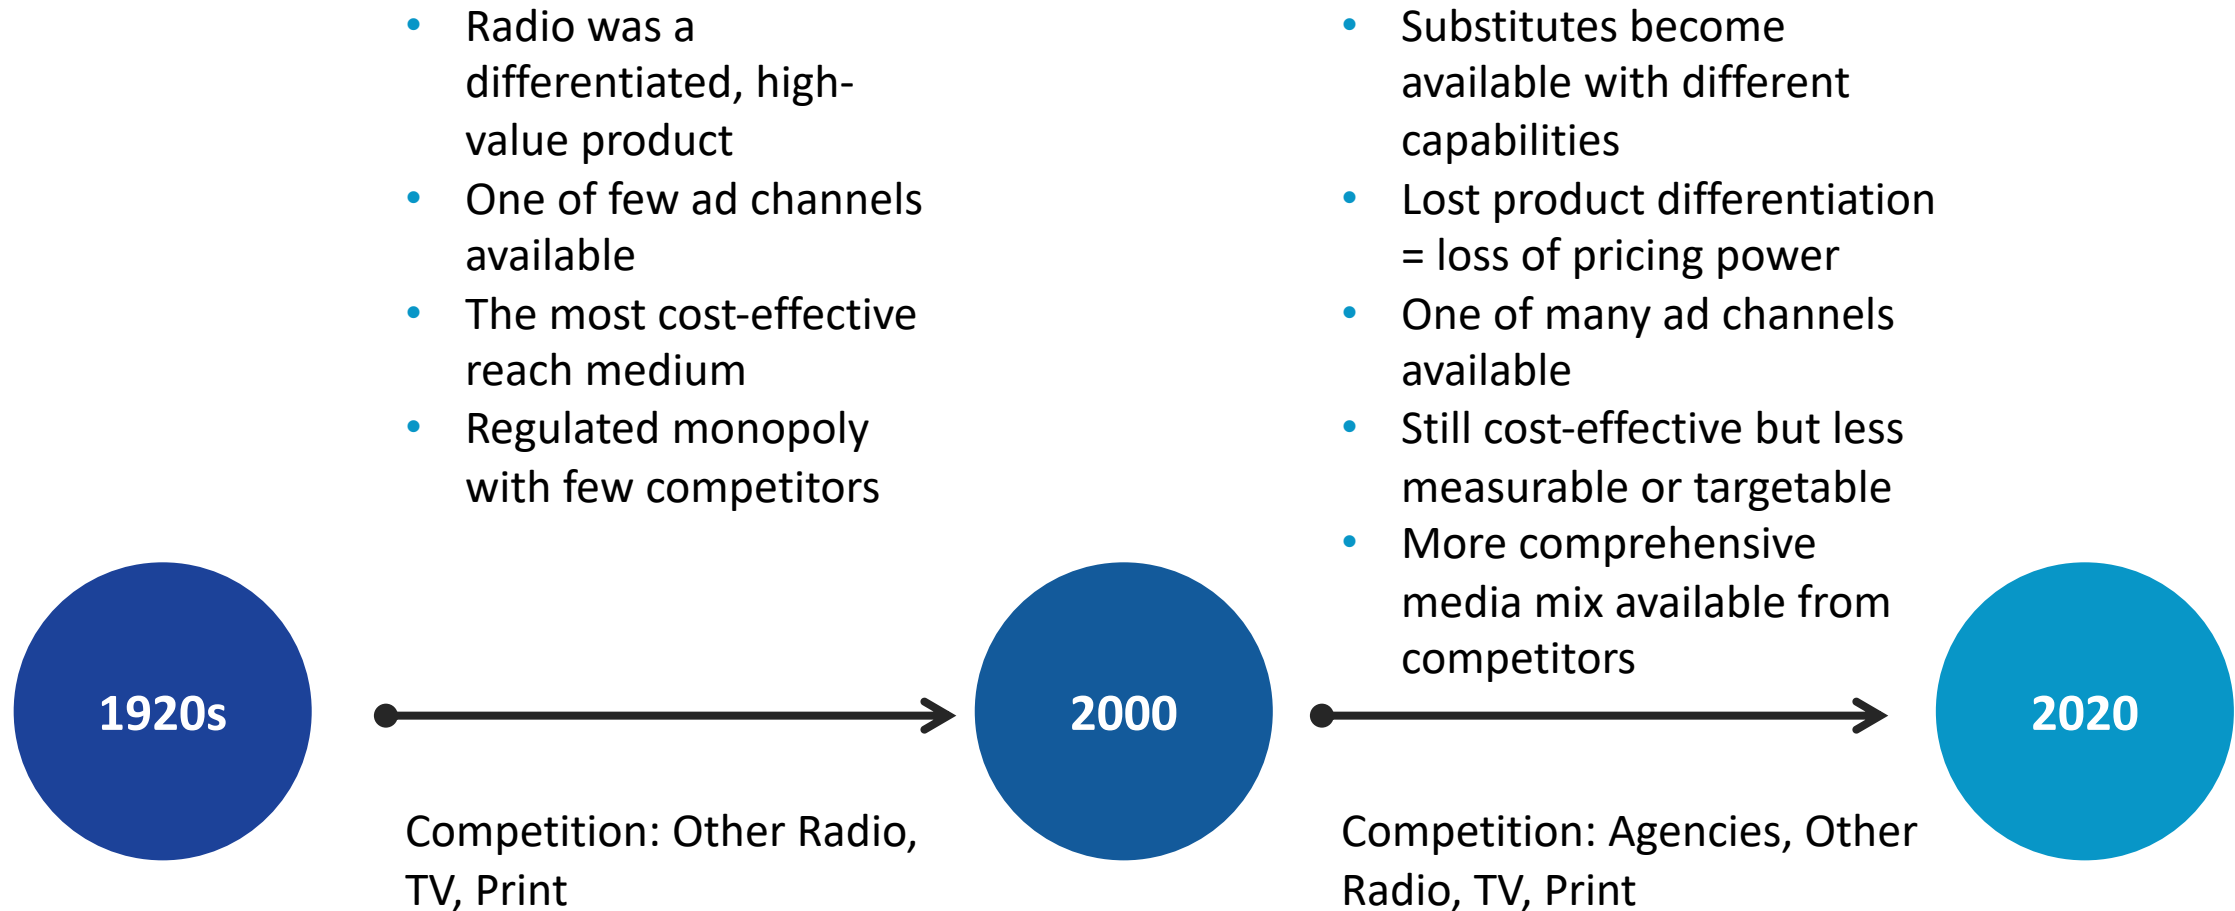 • Radio was a
differentiated, high-
value product
• One of few ad channels
available
• The most cost-effective
reach medium
• Regulated monopoly
with few competitors
• Substitutes become
available with different
capabilities
• Lost product differentiation
= loss of pricing power
• One of many ad channels
available
• Still cost-effective but less
measurable or targetable
• More comprehensive
media mix available from
competitors
1920s
2000
2020
Competition: Other Radio,
TV, Print
Competition: Agencies, Other
Radio, TV, Print